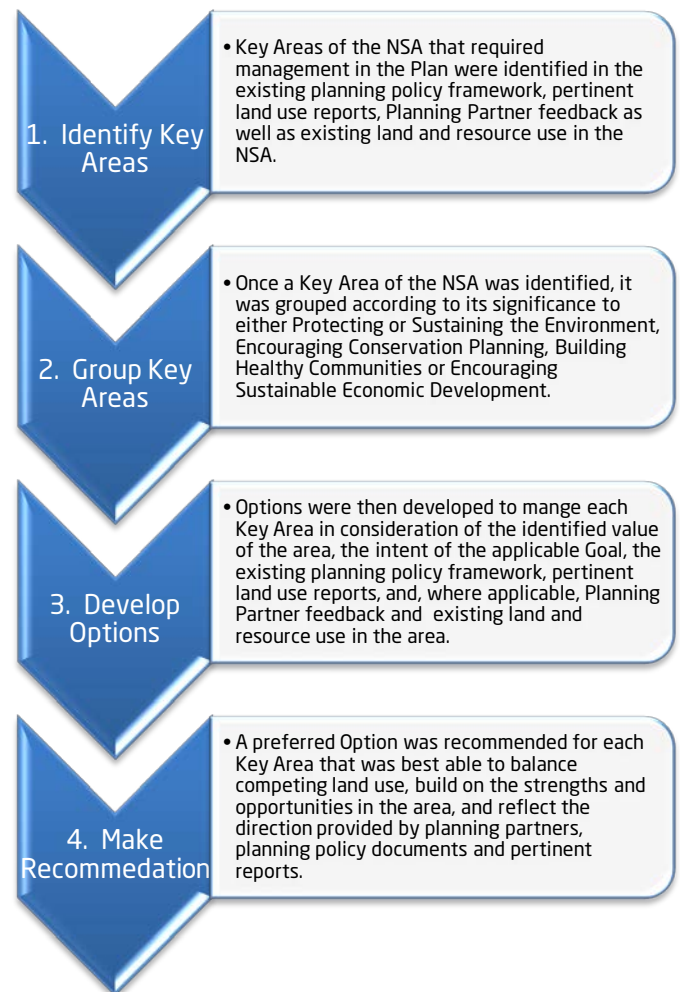 1. Identify Key
Areas
• Key Areas of the NSA that required
management in the Plan were identified in the
existing planning policy framework, pertinent
land use reports, Planning Partner feedback as
well as existing land and resource use in the
NSA.
2. Group Key
Areas
• Once a Key Area of the NSA was identified, it
was grouped according to its significance to
either Protecting or Sustaining the Environment,
Encouraging Conservation Planning, Building
Healthy Communities or Encouraging
Sustainable Economic Development.
3. Develop
Options
• Options were then developed to mange each
Key Area in consideration of the identified value
of the area, the intent of the applicable Goal, the
existing planning policy framework, pertinent
land use reports, and, where applicable, Planning
Partner feedback and existing land and
resource use in the area.
4. Make
Recommedation
• A preferred Option was recommended for each
Key Area that was best able to balance
competing land use, build on the strengths and
opportunities in the area, and reflect the
direction provided by planning partners,
planning policy documents and pertinent
reports.